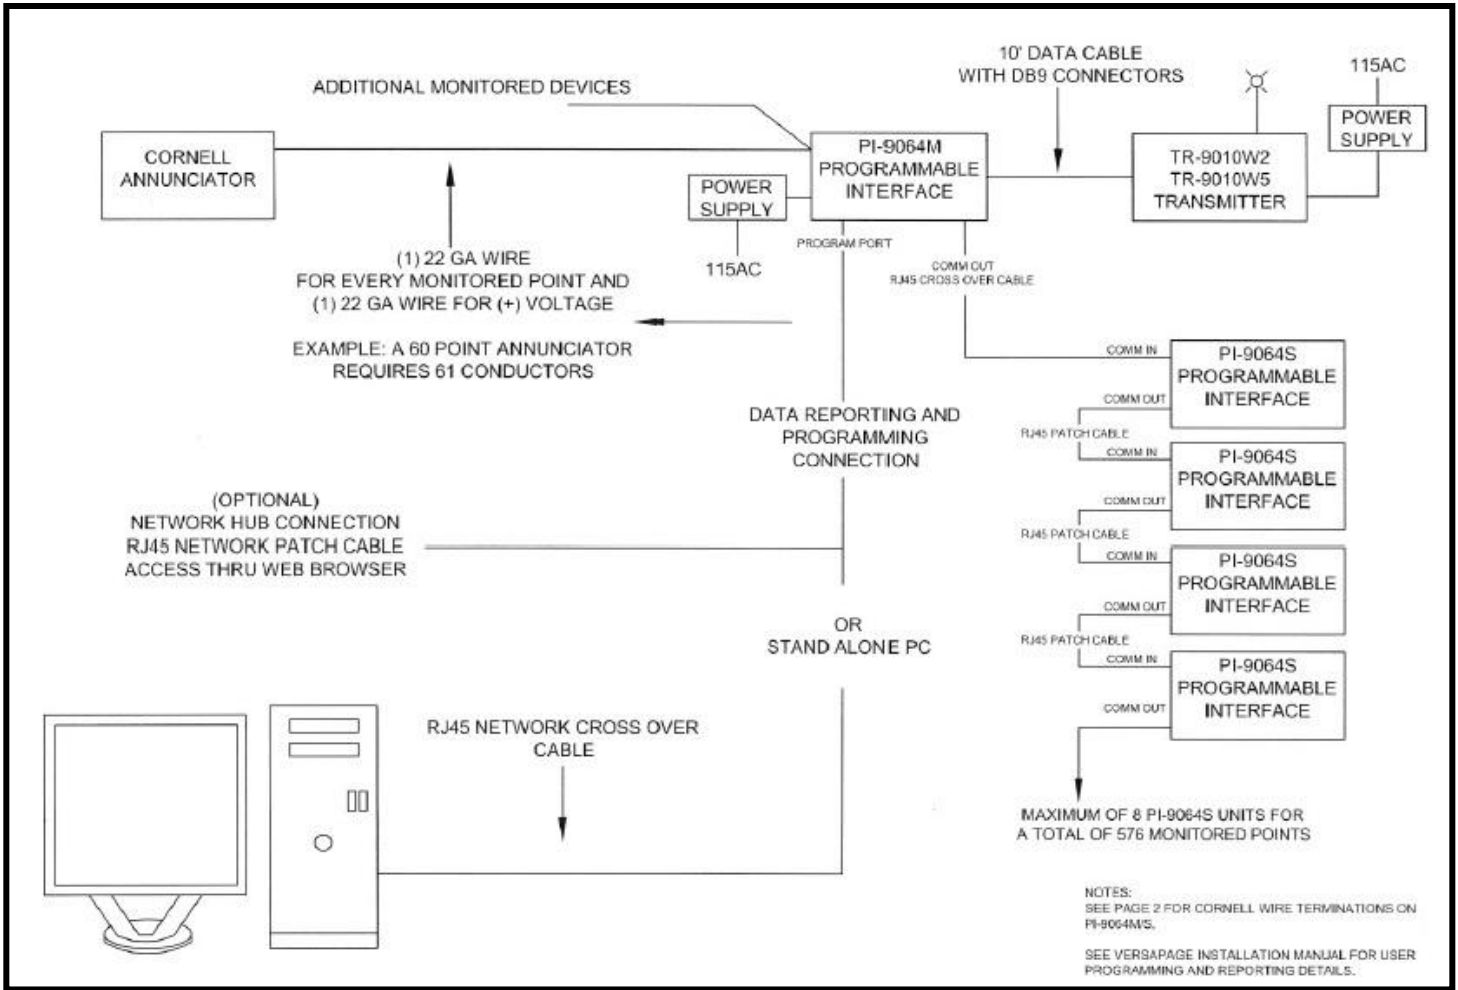 10' DATA CABLE
WITH DB9 CONNECTORS
115AC
ADDITIONAL MONITORED DEVICES
POWER
SUPPLY
CORNELL
ANNUNCIATOR
PI-9064M
PROGRAMMABLE
INTERFACE
TR-9010W2
TR-9010W5
TRANSMITTER
POWER
SUPPLY
115AC
PROGRAM PORT
COMM OUT
RJ45 CROSS OVER CABLE
(1) 22 GA WIRE
FOR EVERY MONITORED POINT AND
(1) 22 GA WIRE FOR (+) VOLTAGE
EXAMPLE: A 60 POINT ANNUNCIATOR
REQUIRES 61 CONDUCTORS
COMM IN
PI-9064S
PROGRAMMABLE
INTERFACE
COMM OUT
RJ45 PATCH CABLE
COMM IN
PI-9064S
PROGRAMMABLE
INTERFACE
COMM OUT
RJ45 PATCH CABLE
COMM IN
PI-9064S
PROGRAMMABLE
INTERFACE
COMM OUT
RJ45 PATCH CABLE
COMM IN
PI-9064S
PROGRAMMABLE
INTERFACE
COMM OUT
MAXIMUM OF 8 PI-9064S UNITS FOR
A TOTAL OF 576 MONITORED POINTS
DATA REPORTING AND
PROGRAMMING
CONNECTION
(OPTIONAL)
NETWORK HUB CONNECTION
RJ45 NETWORK PATCH CABLE
ACCESS THRU WEB BROWSER
OR
STAND ALONE PC
RJ45 NETWORK CROSS OVER
CABLE
NOTES:
SEE PAGE 2 FOR CORNELL WIRE TERMINATIONS ON
PI-9064M/S.
SEE VERSAPAGE INSTALLATION MANUAL FOR USER
PROGRAMMING AND REPORTING DETAILS.